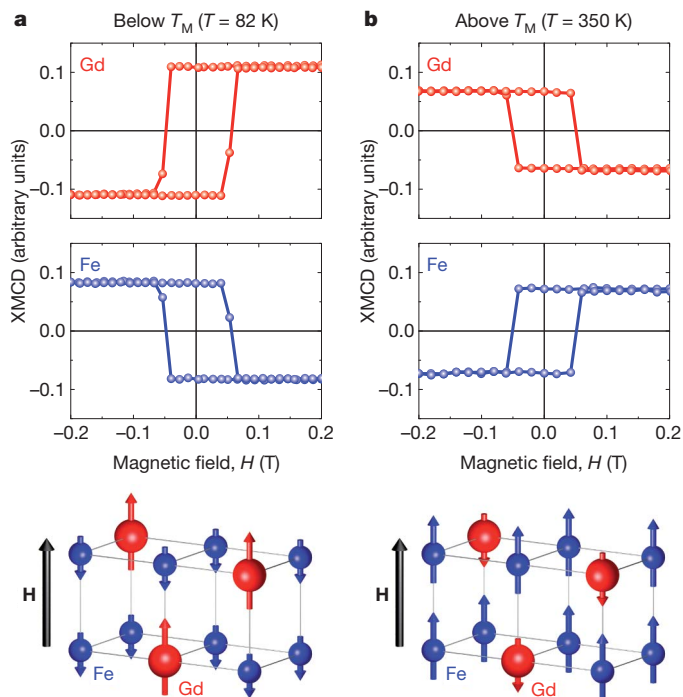 a Below T_M (T = 82 K)
Gd
0.1
0.0
−0.1
Fe
0.1
0.0
−0.1
XMCD (arbitrary units)
−0.2 −0.1 0.0 0.1 0.2
Magnetic field, H (T)
H
Fe
Gd
b Above T_M (T = 350 K)
Gd
Fe
XMCD (arbitrary units)
−0.2 −0.1 0.0 0.1 0.2
Magnetic field, H (T)
0.1
0.0
−0.1
0.1
0.0
−0.1
H
Fe
Gd